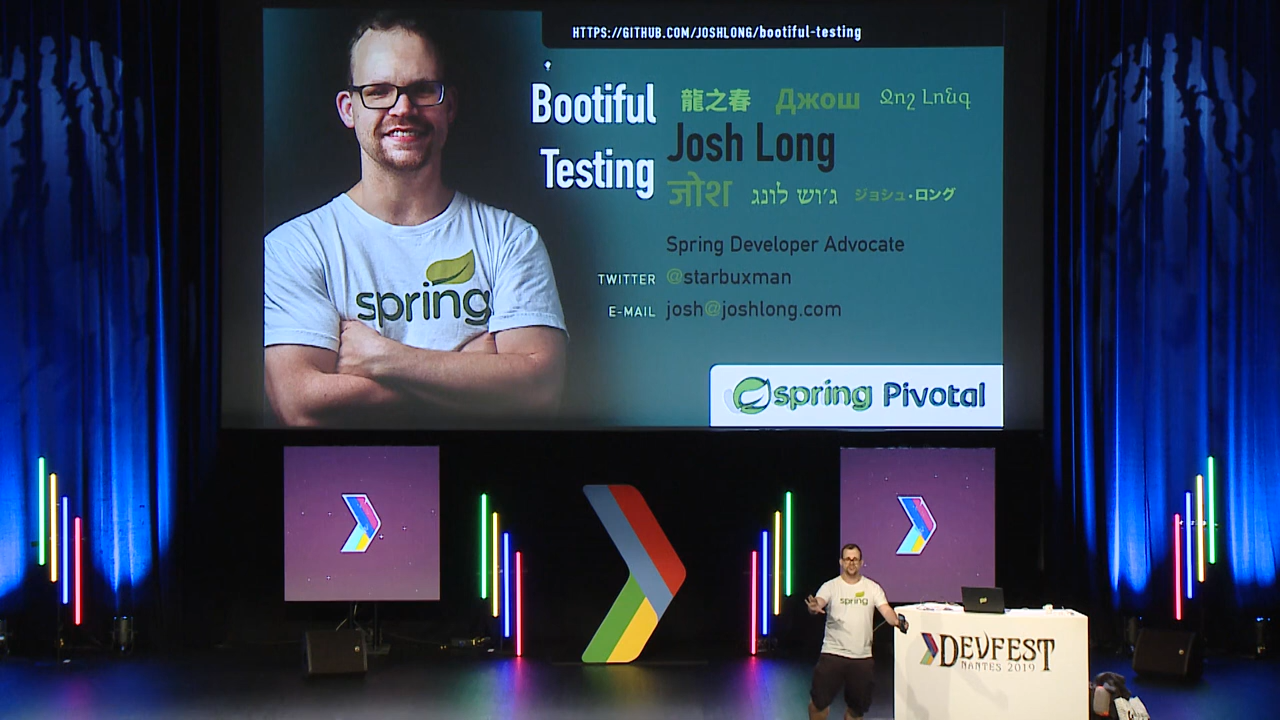 HTTPS://GITHUB.COM/JOSHLONG/bootiful-testing
Bootiful
Testing
龍之春 Джош Ջոշ Լոնգ
Josh Long
जोश ג׳וש לונג ジョシュ・ロング
Spring Developer Advocate
TWITTER @starbuxman
E-MAIL josh@joshlong.com
spring
spring Pivotal
spring
DEVFEST
NANTES 2019